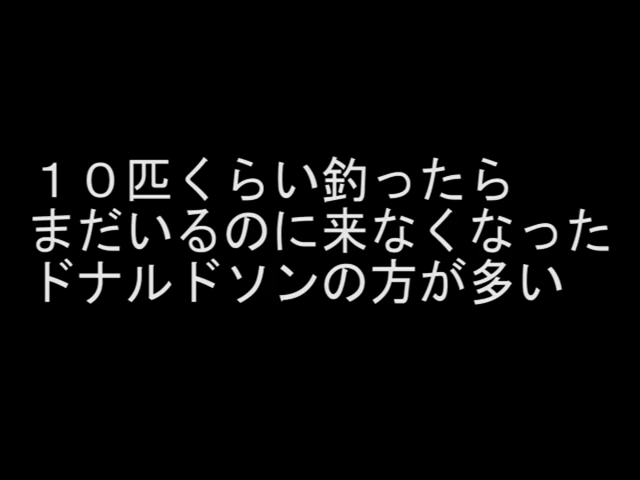 １０匹くらい釣ったら
まだいるのに来なくなった
ドナルドソンの方が多い